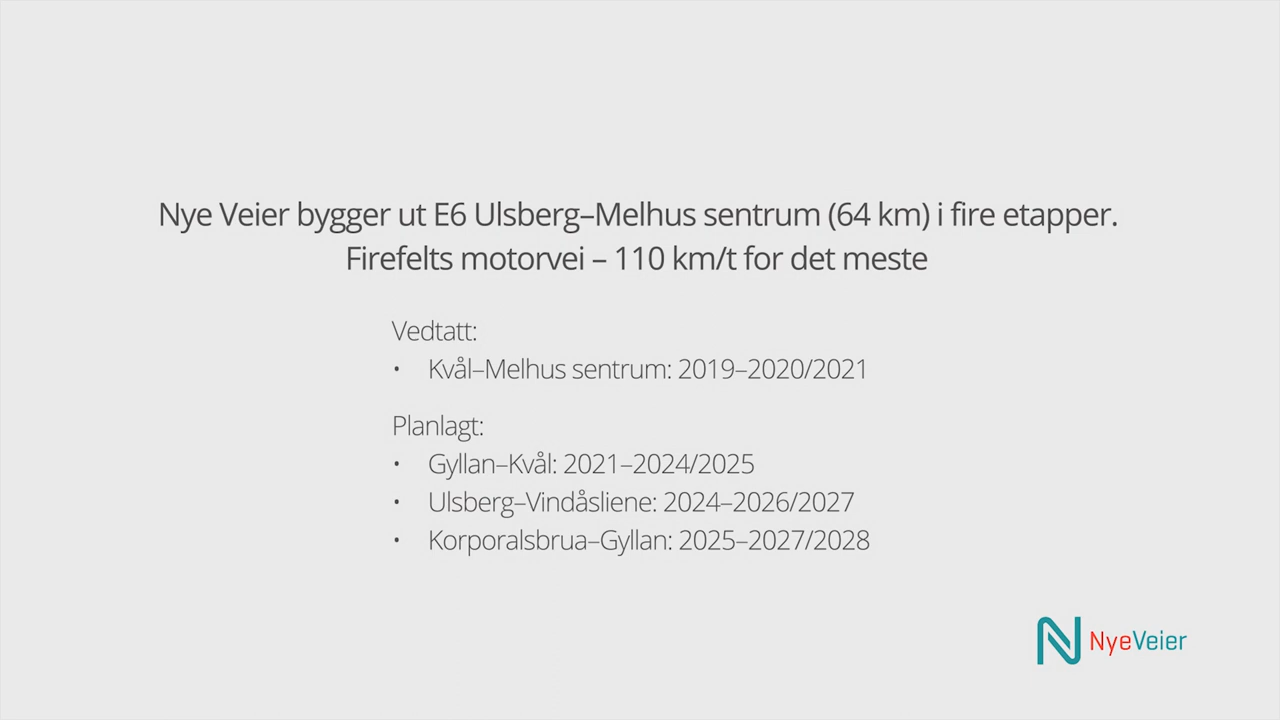 Nye Veier bygger ut E6 Ulsberg–Melhus sentrum (64 km) i fire etapper.
Firefelts motorvei – 110 km/t for det meste
Vedtatt:
• Kvål–Melhus sentrum: 2019–2020/2021
Planlagt:
• Gyllan–Kvål: 2021–2024/2025
• Ulsberg–Vindåsliene: 2024–2026/2027
• Korporalsbrua–Gyllan: 2025–2027/2028
NyeVeier